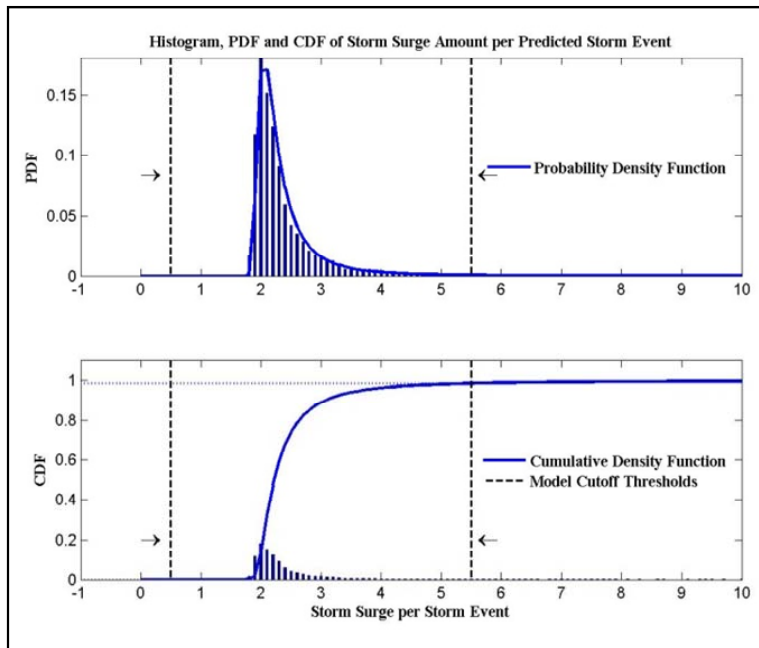 Histogram, PDF and CDF of Storm Surge Amount per Predicted Storm Event
0.15
0.1
0.05
0
PDF
Probability Density Function
-1 0 1 2 3 4 5 6 7 8 9 10
1
0.8
0.6
0.4
0.2
0
CDF
Cumulative Density Function
Model Cutoff Thresholds
-1 0 1 2 3 4 5 6 7 8 9 10
Storm Surge per Storm Event